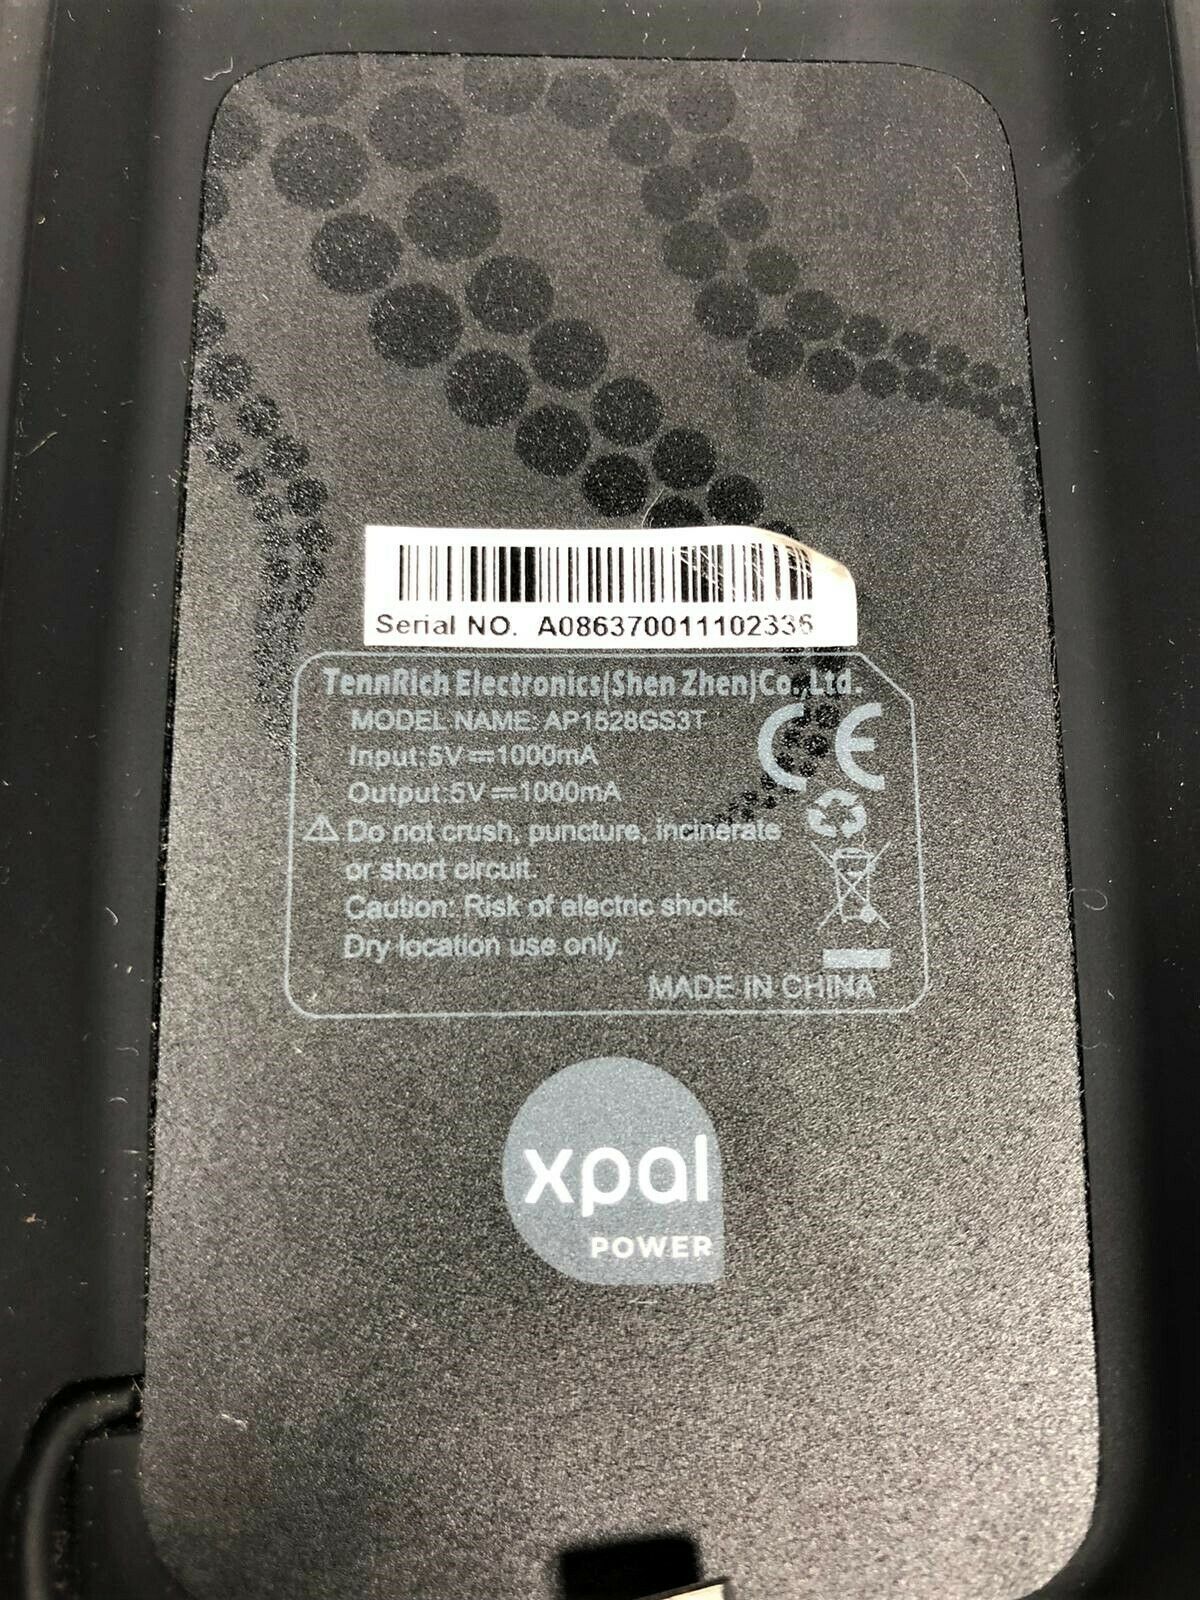 Serial NO. A086370011102336
TennRich Electronics(Shen Zhen)Co.,Ltd.
MODEL NAME: AP1528GS3T
Input:5V⎓1000mA
Output:5V⎓1000mA
Do not crush, puncture, incinerate
or short circuit.
Caution: Risk of electric shock.
Dry location use only.
CE
MADE IN CHINA
xpal
POWER